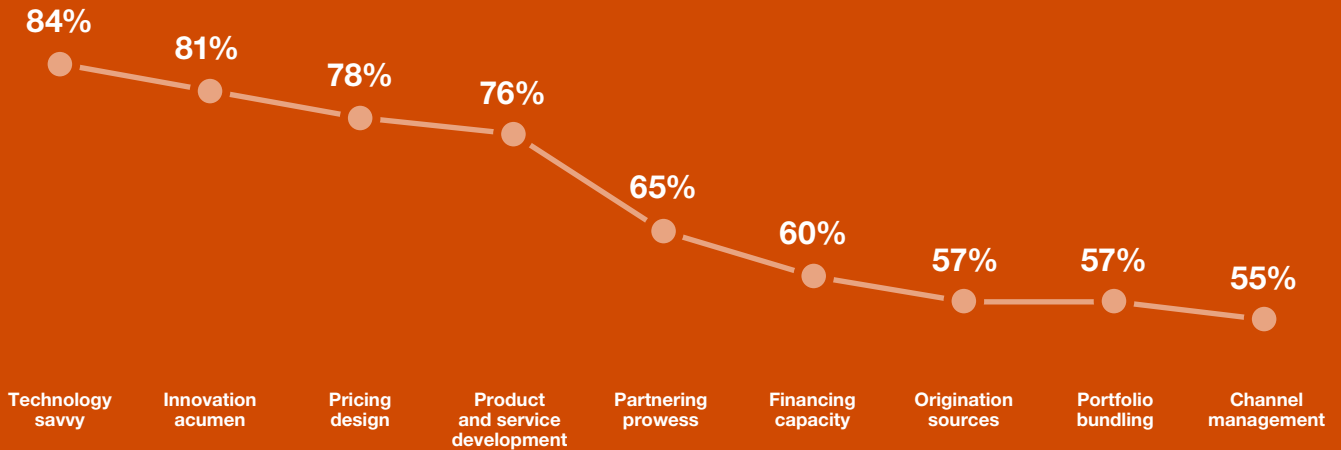 84%
81%
78%
76%
65%
60%
57%
57%
55%
Technology
savvy
Innovation
acumen
Pricing
design
Product
and service
development
Partnering
prowess
Financing
capacity
Origination
sources
Portfolio
bundling
Channel
management